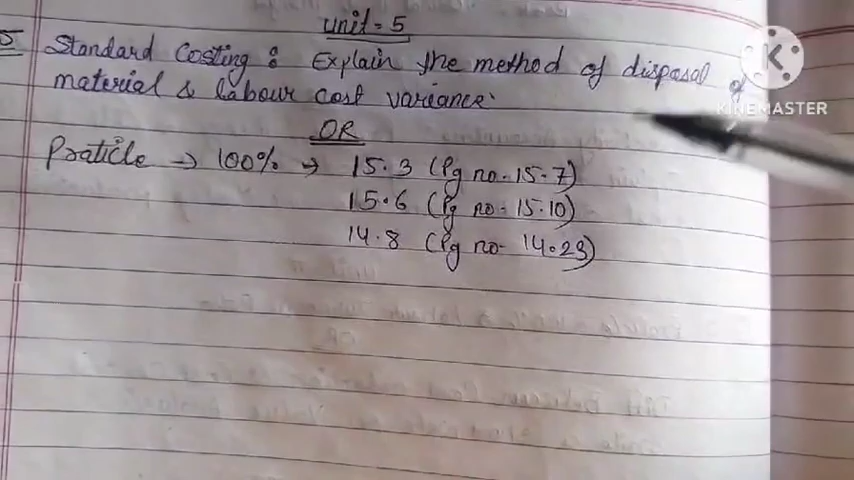 Unit = 5
Standard Costing : Explain the method of disposal of
material & labour cost variance.
OR
Praticle → 100% → 15.3 (Pg no. 15.7)
15.6 (Pg no = 15.10)
14.8 (Pg no- 14.23)
K
KINEMASTER